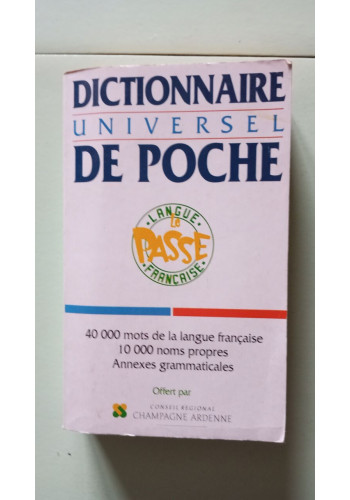 DICTIONNAIRE
UNIVERSEL
DE POCHE
LANGUE
Le
PASSE
FRANCAISE
40 000 mots de la langue française
10 000 noms propres
Annexes grammaticales
Offert par
CONSEIL REGIONAL
CHAMPAGNE ARDENNE